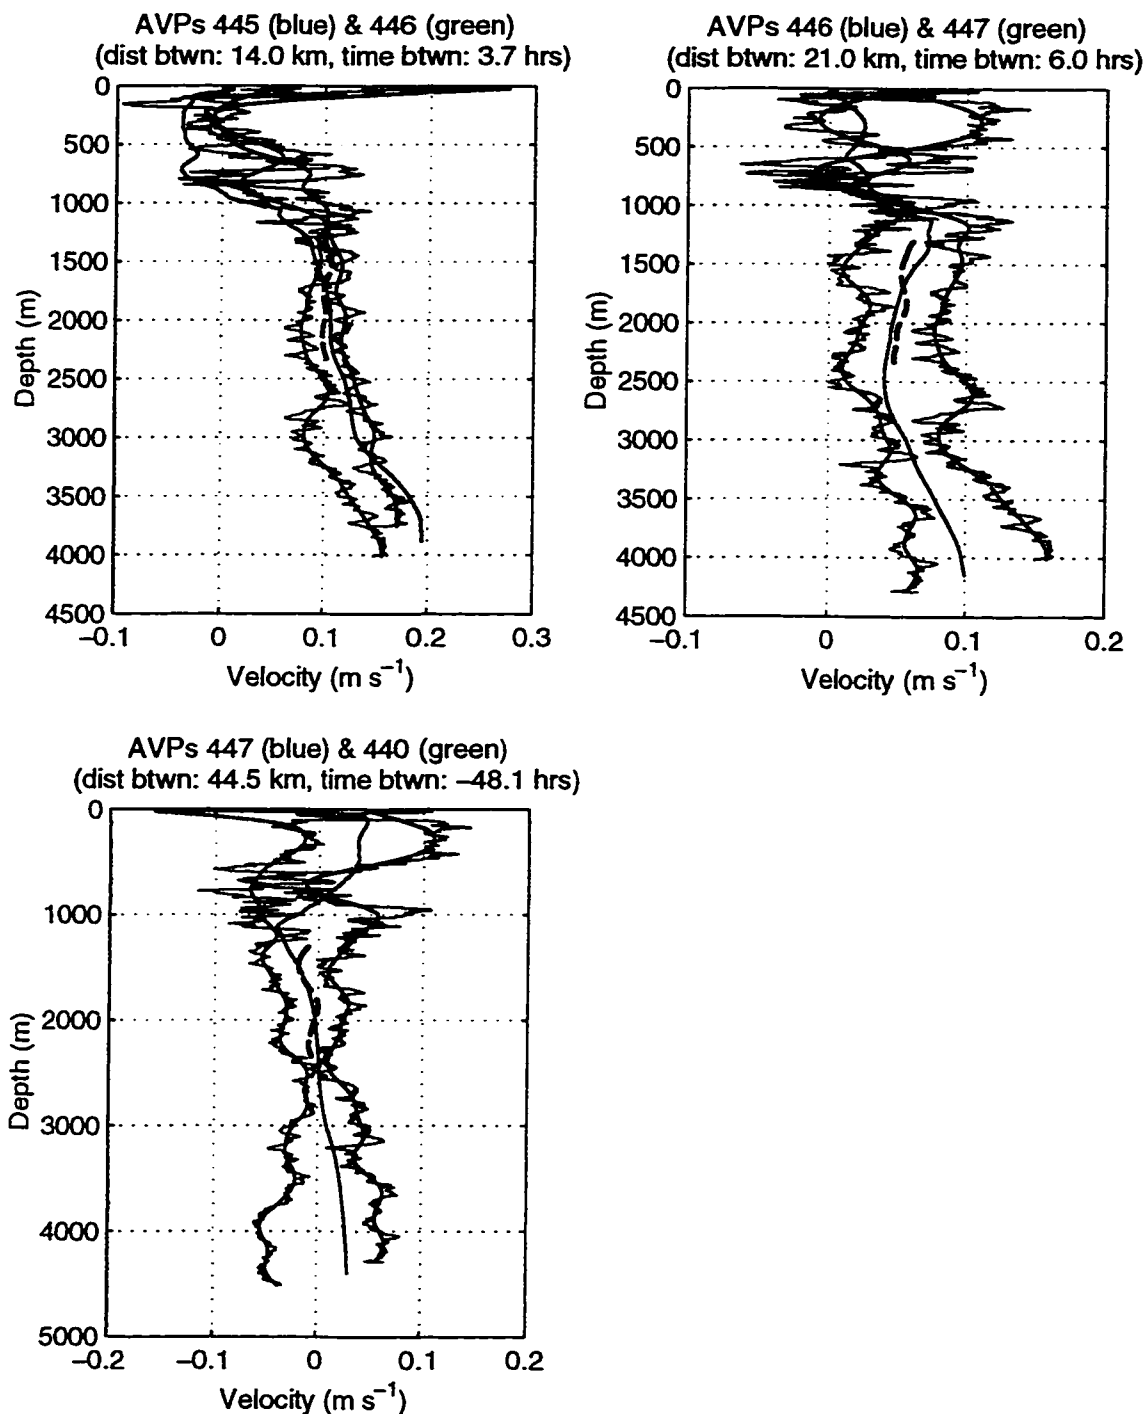 AVPs 445 (blue) & 446 (green)
(dist btwn: 14.0 km, time btwn: 3.7 hrs)
0
500
1000
1500
2000
2500
3000
3500
4000
4500
Depth (m)
−0.1 0 0.1 0.2 0.3
Velocity (m s⁻¹)
AVPs 446 (blue) & 447 (green)
(dist btwn: 21.0 km, time btwn: 6.0 hrs)
0
500
1000
1500
2000
2500
3000
3500
4000
4500
Depth (m)
−0.1 0 0.1 0.2
Velocity (m s⁻¹)
AVPs 447 (blue) & 440 (green)
(dist btwn: 44.5 km, time btwn: −48.1 hrs)
0
1000
2000
3000
4000
5000
Depth (m)
−0.2 −0.1 0 0.1 0.2
Velocity (m s⁻¹)